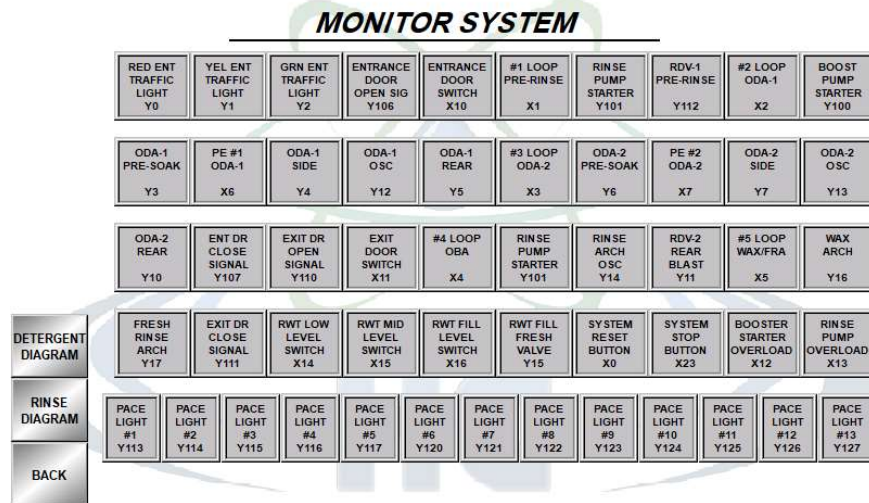 MONITOR SYSTEM
RED ENT
TRAFFIC
LIGHT
Y0
YEL ENT
TRAFFIC
LIGHT
Y1
GRN ENT
TRAFFIC
LIGHT
Y2
ENTRANCE
DOOR
OPEN SIG
Y106
ENTRANCE
DOOR
SWITCH
X10
#1 LOOP
PRE-RINSE
X1
RINSE
PUMP
STARTER
Y101
RDV-1
PRE-RINSE
Y112
#2 LOOP
ODA-1
X2
BOOST
PUMP
STARTER
Y100
ODA-1
PRE-SOAK
Y3
PE #1
ODA-1
X6
ODA-1
SIDE
Y4
ODA-1
OSC
Y12
ODA-1
REAR
Y5
#3 LOOP
ODA-2
X3
ODA-2
PRE-SOAK
Y6
PE #2
ODA-2
X7
ODA-2
SIDE
Y7
ODA-2
OSC
Y13
ODA-2
REAR
Y10
ENT DR
CLOSE
SIGNAL
Y107
EXIT DR
OPEN
SIGNAL
Y110
EXIT
DOOR
SWITCH
X11
#4 LOOP
OBA
X4
RINSE
PUMP
STARTER
Y101
RINSE
ARCH
OSC
Y14
RDV-2
REAR
BLAST
Y11
#5 LOOP
WAX/FRA
X5
WAX
ARCH
Y16
FRESH
RINSE
ARCH
Y17
EXIT DR
CLOSE
SIGNAL
Y111
RWT LOW
LEVEL
SWITCH
X14
RWT MID
LEVEL
SWITCH
X15
RWT FILL
LEVEL
SWITCH
X16
RWT FILL
FRESH
VALVE
Y15
SYSTEM
RESET
BUTTON
X0
SYSTEM
STOP
BUTTON
X23
BOOSTER
STARTER
OVERLOAD
X12
RINSE
PUMP
OVERLOAD
X13
DETERGENT
DIAGRAM
RINSE
DIAGRAM
BACK
PACE
LIGHT
#1
Y113
PACE
LIGHT
#2
Y114
PACE
LIGHT
#3
Y115
PACE
LIGHT
#4
Y116
PACE
LIGHT
#5
Y117
PACE
LIGHT
#6
Y120
PACE
LIGHT
#7
Y121
PACE
LIGHT
#8
Y122
PACE
LIGHT
#9
Y123
PACE
LIGHT
#10
Y124
PACE
LIGHT
#11
Y125
PACE
LIGHT
#12
Y126
PACE
LIGHT
#13
Y127